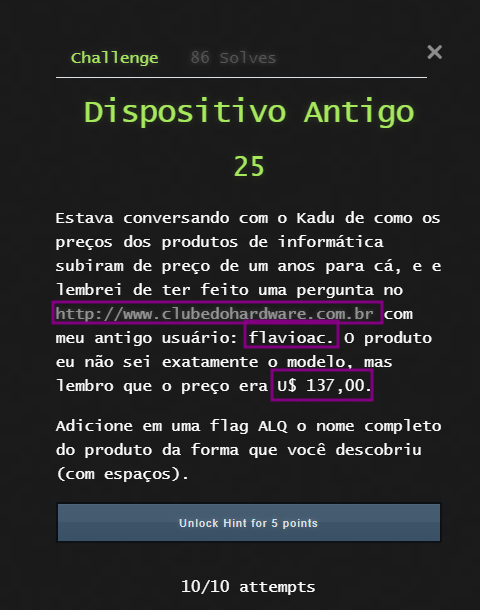 Challenge 86 Solves ×
Dispositivo Antigo
25
Estava conversando com o Kadu de como os
preços dos produtos de informática
subiram de preço de um anos para cá, e e
lembrei de ter feito uma pergunta no
http://www.clubedohardware.com.br com
meu antigo usuário: flavioac. O produto
eu não sei exatamente o modelo, mas
lembro que o preço era U$ 137,00.
Adicione em uma flag ALQ o nome completo
do produto da forma que você descobriu
(com espaços).
Unlock Hint for 5 points
10/10 attempts